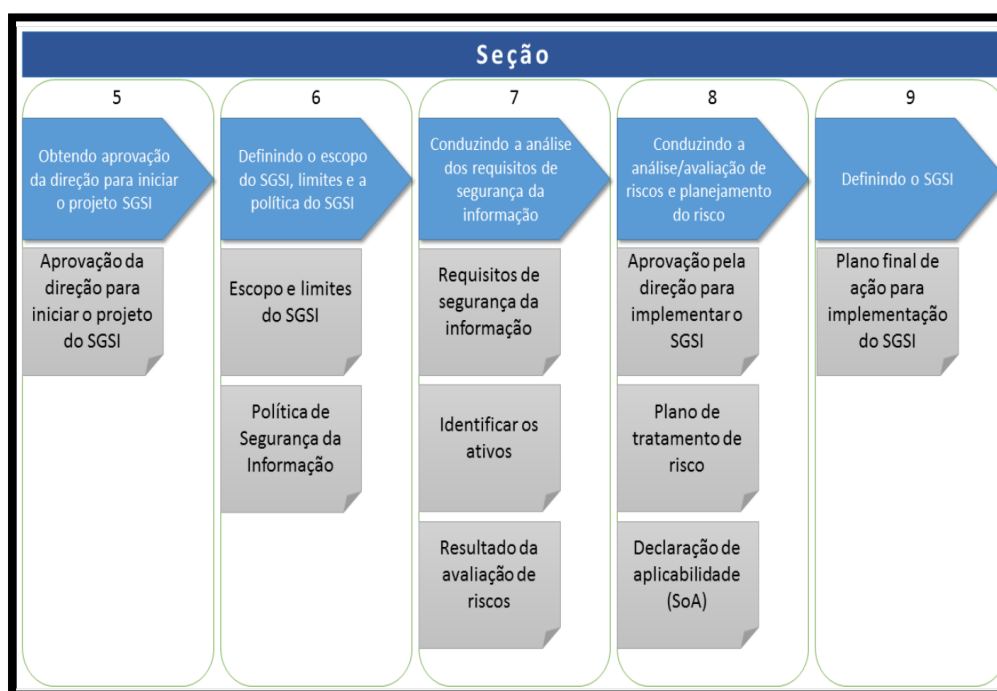 Seção
5
Obtendo aprovação
da direção para iniciar
o projeto SGSI
Aprovação da
direção para
iniciar o projeto
do SGSI
6
Definindo o escopo
do SGSI, limites e a
política do SGSI
Escopo e limites
do SGSI
Política de
Segurança da
Informação
7
Conduzindo a análise
dos requisitos de
segurança da
informação
Requisitos de
segurança da
informação
Identificar os
ativos
Resultado da
avaliação de
riscos
8
Conduzindo a
análise/avaliação de
riscos e planejamento
do risco
Aprovação pela
direção para
implementar o
SGSI
Plano de
tratamento de
risco
Declaração de
aplicabilidade
(SoA)
9
Definindo o SGSI
Plano final de
ação para
implementação
do SGSI